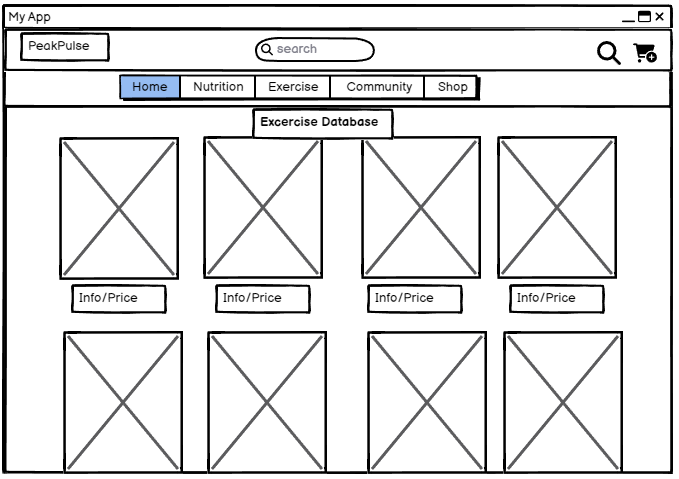 My App
PeakPulse
search
Home Nutrition Exercise Community Shop
Excercise Database
Info/Price Info/Price Info/Price Info/Price